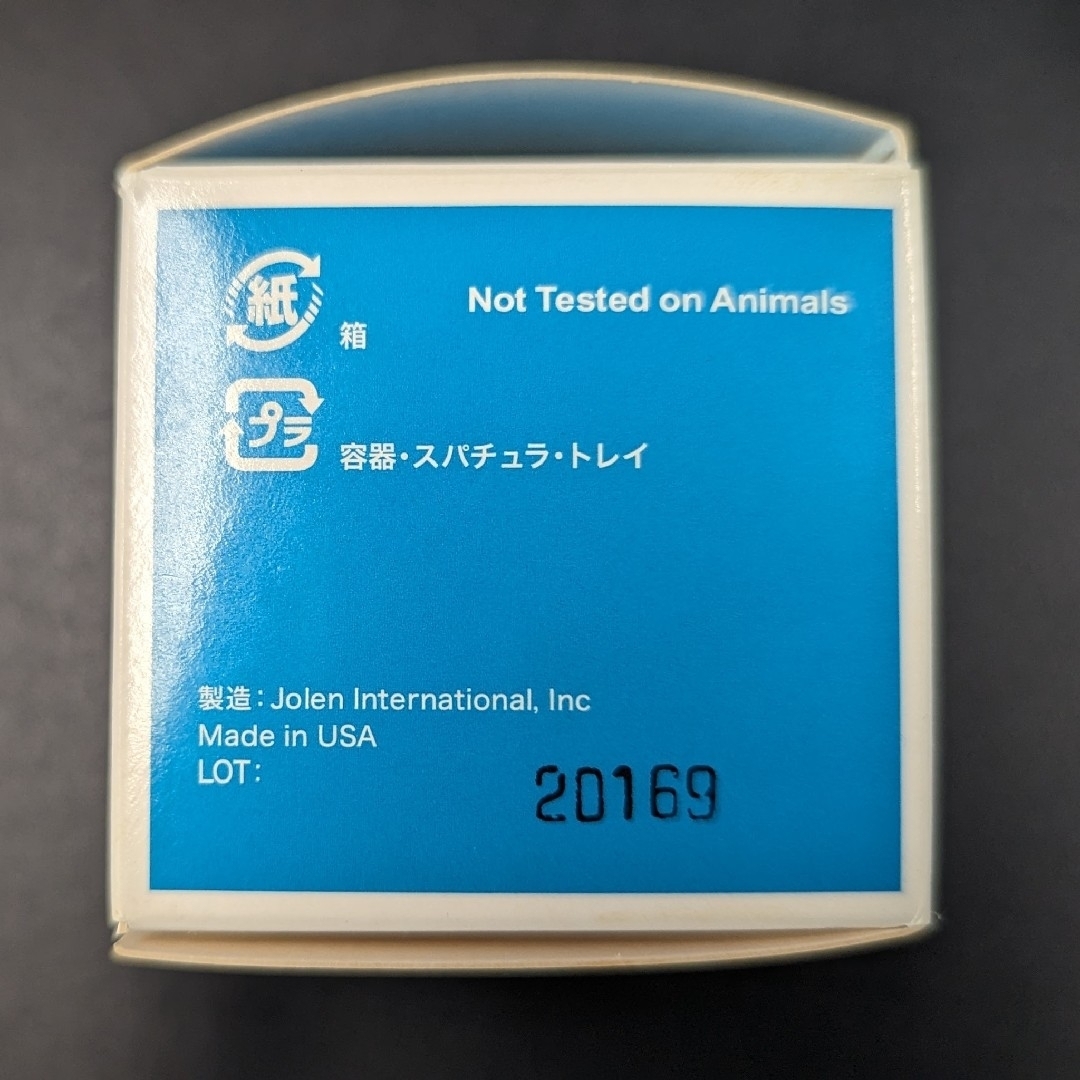 紙 箱
Not Tested on Animals
プラ 容器・スパチュラ・トレイ
製造：Jolen International, Inc
Made in USA
LOT:
20169